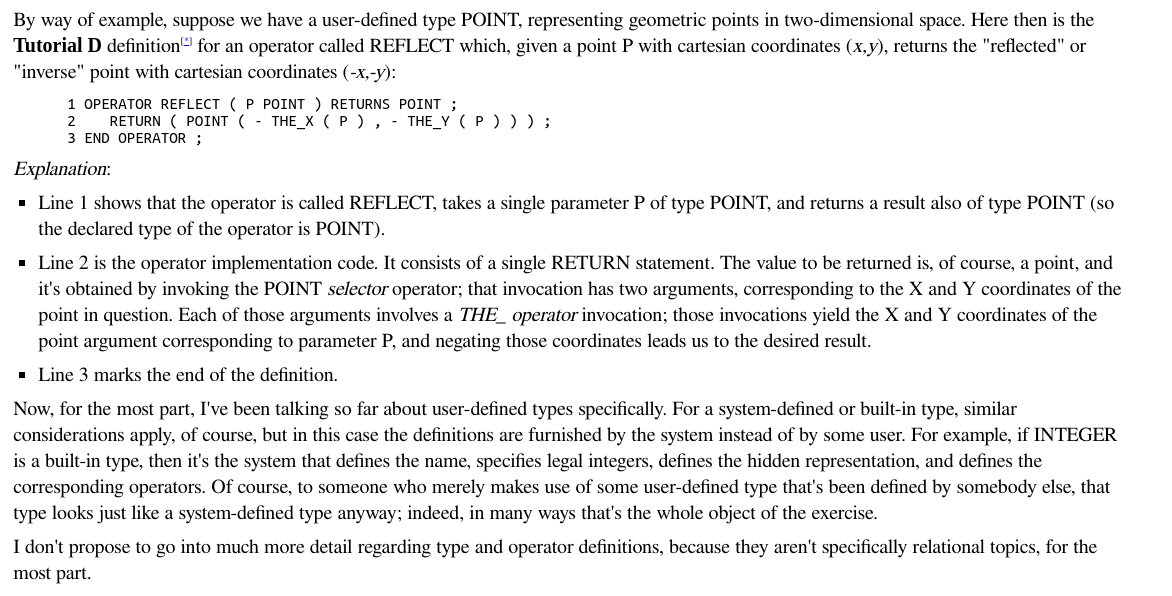 By way of example, suppose we have a user-defined type POINT, representing geometric points in two-dimensional space. Here then is the
Tutorial D definition[*] for an operator called REFLECT which, given a point P with cartesian coordinates (x,y), returns the "reflected" or
"inverse" point with cartesian coordinates (-x,-y):
1 OPERATOR REFLECT ( P POINT ) RETURNS POINT ;
2    RETURN ( POINT ( - THE_X ( P ) , - THE_Y ( P ) ) ) ;
3 END OPERATOR ;
Explanation:
▪ Line 1 shows that the operator is called REFLECT, takes a single parameter P of type POINT, and returns a result also of type POINT (so
the declared type of the operator is POINT).
▪ Line 2 is the operator implementation code. It consists of a single RETURN statement. The value to be returned is, of course, a point, and
it's obtained by invoking the POINT selector operator; that invocation has two arguments, corresponding to the X and Y coordinates of the
point in question. Each of those arguments involves a THE_ operator invocation; those invocations yield the X and Y coordinates of the
point argument corresponding to parameter P, and negating those coordinates leads us to the desired result.
▪ Line 3 marks the end of the definition.
Now, for the most part, I've been talking so far about user-defined types specifically. For a system-defined or built-in type, similar
considerations apply, of course, but in this case the definitions are furnished by the system instead of by some user. For example, if INTEGER
is a built-in type, then it's the system that defines the name, specifies legal integers, defines the hidden representation, and defines the
corresponding operators. Of course, to someone who merely makes use of some user-defined type that's been defined by somebody else, that
type looks just like a system-defined type anyway; indeed, in many ways that's the whole object of the exercise.
I don't propose to go into much more detail regarding type and operator definitions, because they aren't specifically relational topics, for the
most part.